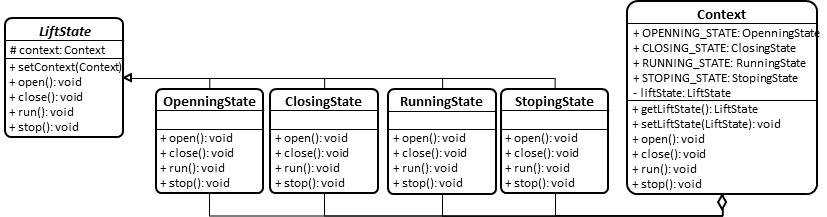 LiftState
# context: Context
+ setContext(Context)
+ open(): void
+ close(): void
+ run(): void
+ stop(): void
OpenningState
+ open(): void
+ close(): void
+ run(): void
+ stop(): void
ClosingState
+ open(): void
+ close(): void
+ run(): void
+ stop(): void
RunningState
+ open(): void
+ close(): void
+ run(): void
+ stop(): void
StopingState
+ open(): void
+ close(): void
+ run(): void
+ stop(): void
Context
+ OPENNING_STATE: OpenningState
+ CLOSING_STATE: ClosingState
+ RUNNING_STATE: RunningState
+ STOPING_STATE: StopingState
- liftState: LiftState
+ getLiftState(): LiftState
+ setLiftState(LiftState): void
+ open(): void
+ close(): void
+ run(): void
+ stop(): void